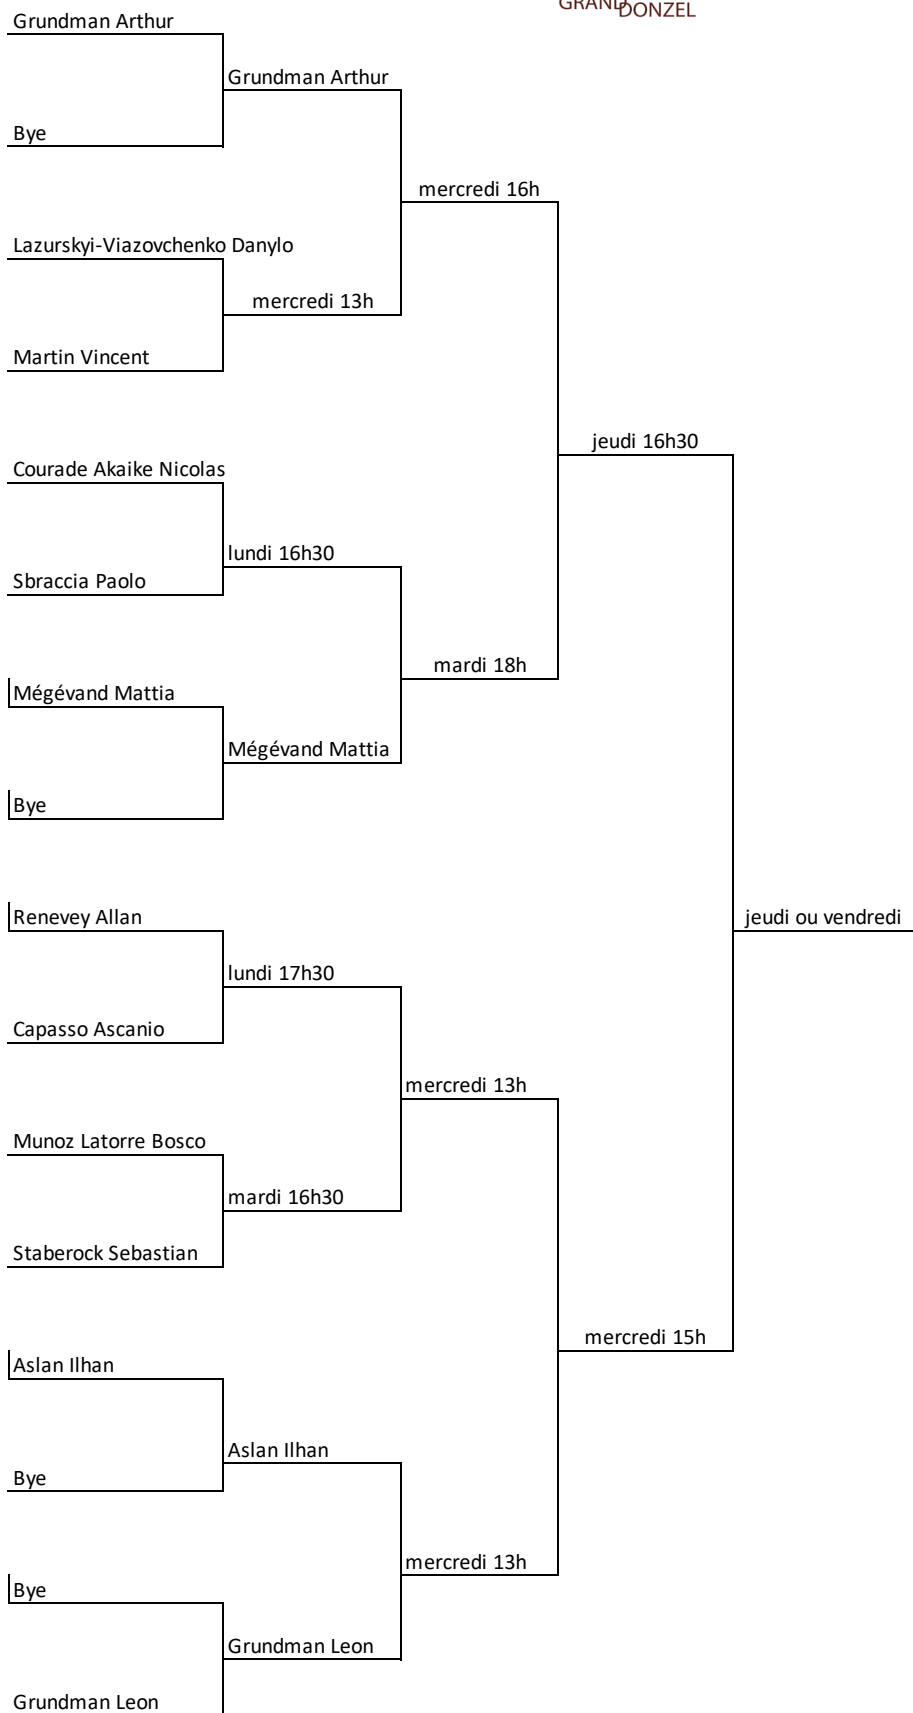 GRAND
DONZEL
Grundman Arthur
Grundman Arthur
Bye
mercredi 16h
Lazurskyi-Viazovchenko Danylo
mercredi 13h
Martin Vincent
jeudi 16h30
Courade Akaike Nicolas
lundi 16h30
Sbraccia Paolo
mardi 18h
Mégévand Mattia
Mégévand Mattia
Bye
Renevey Allan
jeudi ou vendredi
lundi 17h30
Capasso Ascanio
mercredi 13h
Munoz Latorre Bosco
mardi 16h30
Staberock Sebastian
mercredi 15h
Aslan Ilhan
Aslan Ilhan
Bye
mercredi 13h
Bye
Grundman Leon
Grundman Leon